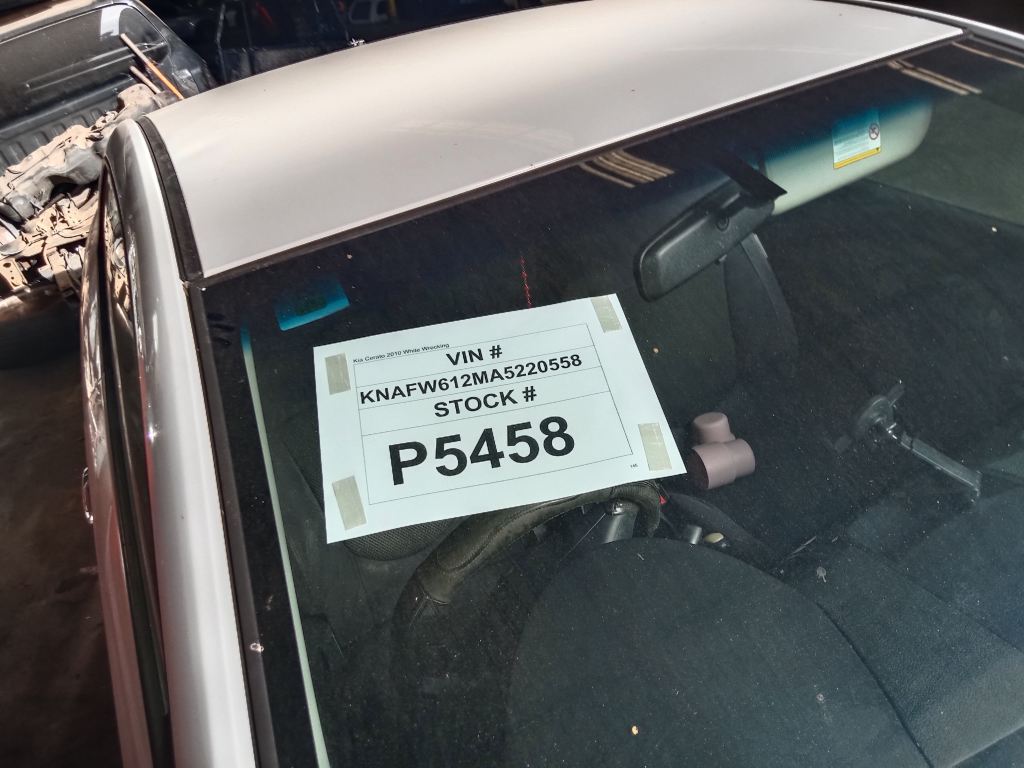 Kia Cerato 2010 White Wrecking
VIN #
KNAFW612MA5220558
STOCK #
P5458